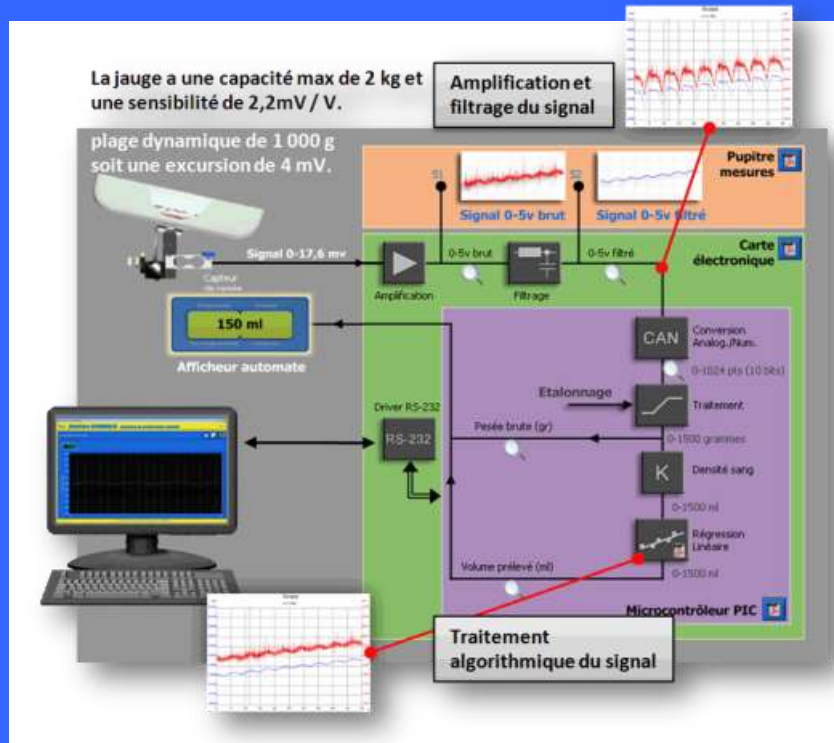 La jauge a une capacité max de 2 kg et
une sensibilité de 2,2mV / V.
plage dynamique de 1 000 g
soit une excursion de 4 mV.
Amplification et
filtrage du signal
Pupitre
mesures
S1
S2
Signal 0-5v brut
Signal 0-5v filtré
Carte
électronique
Signal 0-17,6 mv
Capteur
0-5v brut
0-5v filtré
Amplification
Filtrage
150 ml
Afficheur automate
CAN
Conversion
Analog./Num.
0-1024 pts (10 bits)
Etalonnage
Traitement
Driver RS-232
RS-232
Pesée brute (gr)
0-1500 grammes
K
Densité sang
0-1500 ml
Régression
Linéaire
Volume prélevé (ml)
0-1500 ml
Microcontrôleur PIC
Traitement
algorithmique du signal